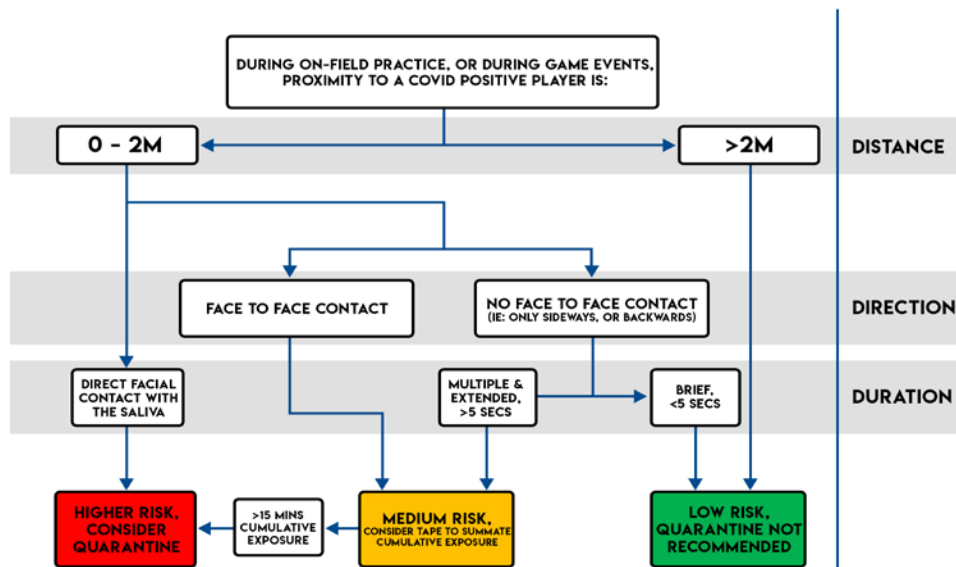 DURING ON-FIELD PRACTICE, OR DURING GAME EVENTS,
PROXIMITY TO A COVID POSITIVE PLAYER IS:
0 - 2M
>2M
DISTANCE
FACE TO FACE CONTACT
NO FACE TO FACE CONTACT
(IE: ONLY SIDEWAYS, OR BACKWARDS)
DIRECTION
DIRECT FACIAL
CONTACT WITH
THE SALIVA
MULTIPLE &
EXTENDED,
>5 SECS
BRIEF,
<5 SECS
DURATION
HIGHER RISK,
CONSIDER
QUARANTINE
>15 MINS
CUMULATIVE
EXPOSURE
MEDIUM RISK,
CONSIDER TAPE TO SUMMATE
CUMULATIVE EXPOSURE
LOW RISK,
QUARANTINE NOT
RECOMMENDED